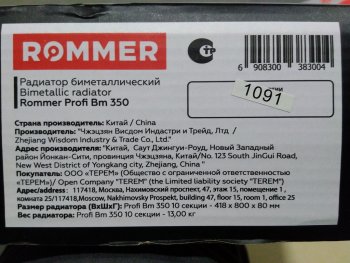 ROMMER
6 908300 383004
Радиатор биметаллический
Bimetallic radiator
Rommer Profi Bm 350
1091
Страна производитель: Китай / China
Производитель: "Чжэцзян Висдом Индастри и Трейд, Лтд /
Zhejiang Wisdom Industry & Trade Co., Ltd."
Адрес производителя: "Китай, Саут Джингуи-Роуд, Новый Западный
район Йонкан-Сити, провинция Чжэцзян, Китай/No. 123 South JinGui Road,
New West District of Yongkang city, Zhejiang, China"
Покупатель: ООО «ТЕРЕМ» (Общество с ограниченной ответственностью
«ТЕРЕМ»)/ Open Company "TEREM" (the Limited liability society "TEREM")
Адрес: 117418, Москва, Нахимовский проспект, 47, этаж 15, помещение 1,
комната 25/117418,Moscow, Nakhimovsky Prospekt, building 47, floor 15, room 1, office 25
Размер радиатора (ВхШхГ): Profi Bm 350 10 секции - 418 x 800 x 80 mm
Вес радиатора: Profi Bm 350 10 секции – 13,00 кг